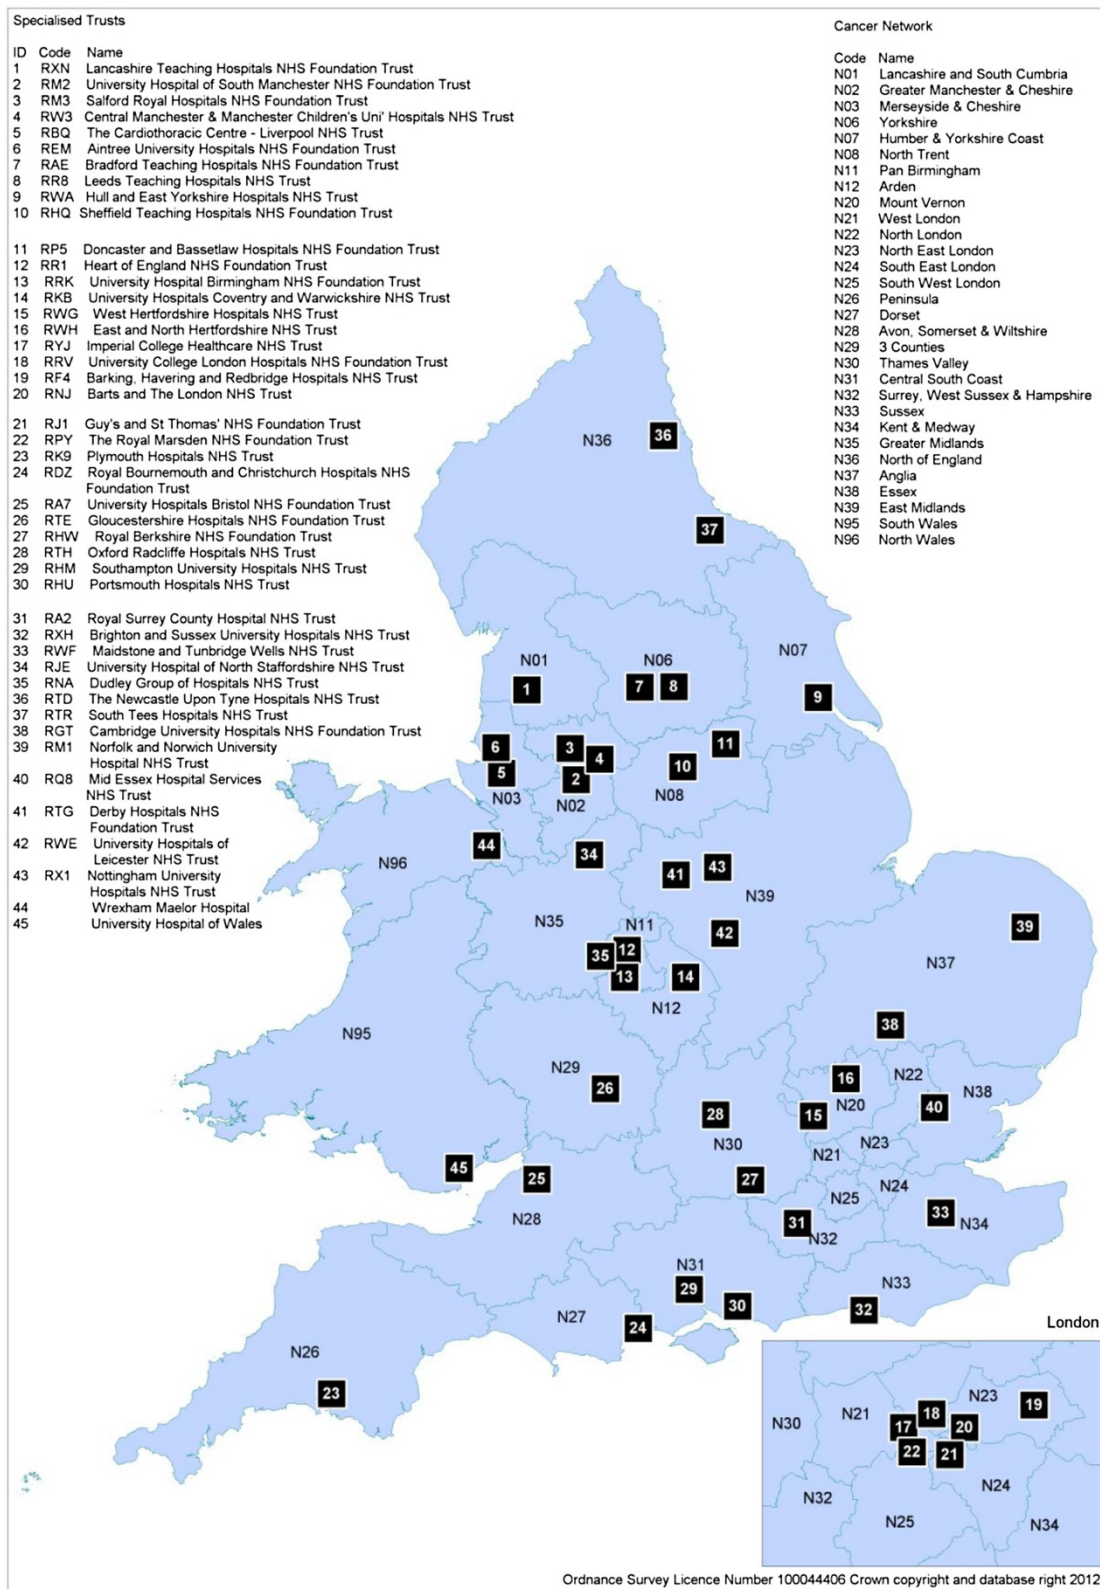 Specialised Trusts
ID Code Name
1 RXN Lancashire Teaching Hospitals NHS Foundation Trust
2 RM2 University Hospital of South Manchester NHS Foundation Trust
3 RM3 Salford Royal Hospitals NHS Foundation Trust
4 RW3 Central Manchester & Manchester Children's Uni' Hospitals NHS Trust
5 RBQ The Cardiothoracic Centre - Liverpool NHS Trust
6 REM Aintree University Hospitals NHS Foundation Trust
7 RAE Bradford Teaching Hospitals NHS Foundation Trust
8 RR8 Leeds Teaching Hospitals NHS Trust
9 RWA Hull and East Yorkshire Hospitals NHS Trust
10 RHQ Sheffield Teaching Hospitals NHS Foundation Trust
11 RP5 Doncaster and Bassetlaw Hospitals NHS Foundation Trust
12 RR1 Heart of England NHS Foundation Trust
13 RRK University Hospital Birmingham NHS Foundation Trust
14 RKB University Hospitals Coventry and Warwickshire NHS Trust
15 RWG West Hertfordshire Hospitals NHS Trust
16 RWH East and North Hertfordshire NHS Trust
17 RYJ Imperial College Healthcare NHS Trust
18 RRV University College London Hospitals NHS Foundation Trust
19 RF4 Barking, Havering and Redbridge Hospitals NHS Trust
20 RNJ Barts and The London NHS Trust
21 RJ1 Guy's and St Thomas' NHS Foundation Trust
22 RPY The Royal Marsden NHS Foundation Trust
23 RK9 Plymouth Hospitals NHS Trust
24 RDZ Royal Bournemouth and Christchurch Hospitals NHS
Foundation Trust
25 RA7 University Hospitals Bristol NHS Foundation Trust
26 RTE Gloucestershire Hospitals NHS Foundation Trust
27 RHW Royal Berkshire NHS Foundation Trust
28 RTH Oxford Radcliffe Hospitals NHS Trust
29 RHM Southampton University Hospitals NHS Trust
30 RHU Portsmouth Hospitals NHS Trust
31 RA2 Royal Surrey County Hospital NHS Trust
32 RXH Brighton and Sussex University Hospitals NHS Trust
33 RWF Maidstone and Tunbridge Wells NHS Trust
34 RJE University Hospital of North Staffordshire NHS Trust
35 RNA Dudley Group of Hospitals NHS Trust
36 RTD The Newcastle Upon Tyne Hospitals NHS Trust
37 RTR South Tees Hospitals NHS Trust
38 RGT Cambridge University Hospitals NHS Foundation Trust
39 RM1 Norfolk and Norwich University
Hospital NHS Trust
40 RQ8 Mid Essex Hospital Services
NHS Trust
41 RTG Derby Hospitals NHS
Foundation Trust
42 RWE University Hospitals of
Leicester NHS Trust
43 RX1 Nottingham University
Hospitals NHS Trust
44 Wrexham Maelor Hospital
45 University Hospital of Wales
Cancer Network
Code Name
N01 Lancashire and South Cumbria
N02 Greater Manchester & Cheshire
N03 Merseyside & Cheshire
N06 Yorkshire
N07 Humber & Yorkshire Coast
N08 North Trent
N11 Pan Birmingham
N12 Arden
N20 Mount Vernon
N21 West London
N22 North London
N23 North East London
N24 South East London
N25 South West London
N26 Peninsula
N27 Dorset
N28 Avon, Somerset & Wiltshire
N29 3 Counties
N30 Thames Valley
N31 Central South Coast
N32 Surrey, West Sussex & Hampshire
N33 Sussex
N34 Kent & Medway
N35 Greater Midlands
N36 North of England
N37 Anglia
N38 Essex
N39 East Midlands
N95 South Wales
N96 North Wales
N36 36
37
N01 N06 N07
1 7 8 9
6 3 4 11
5 2 10
N03 N02 N08
44 34
N96 41 43
N39
N35 N11 42 39
35 12
13 14 N37
N12
N95 38
N29 16 N22 N38
26 28 15 N20 40
N30 N21 N23
45 25 27 N25 N24
N28 31 33 N34
N32
N31
29 30 N33
N27 24 32
N26
23
London
N23
N30 N21 18 19
17 20
22 21
N32 N24
N25 N34
Ordnance Survey Licence Number 100044406 Crown copyright and database right 2012